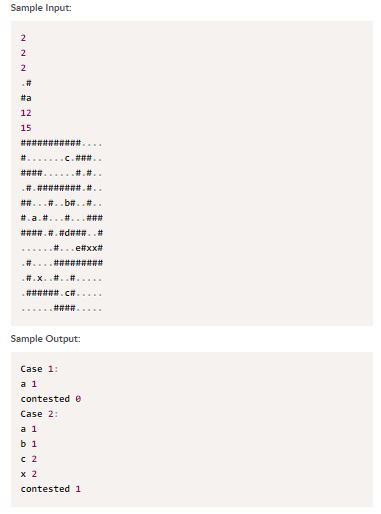 Sample Input:
2
2
2
.#
#a
12
15
###########....
#.......c.###..
####......#.#..
.#.########.#..
##...#..b#..#..
#.a.#...#...###
####.#.#d###..#
......#...e#xx#
.#....#########
.#.x..#..#.....
.######.c#.....
......####.....
Sample Output:
Case 1:
a 1
contested 0
Case 2:
a 1
b 1
c 2
x 2
contested 1